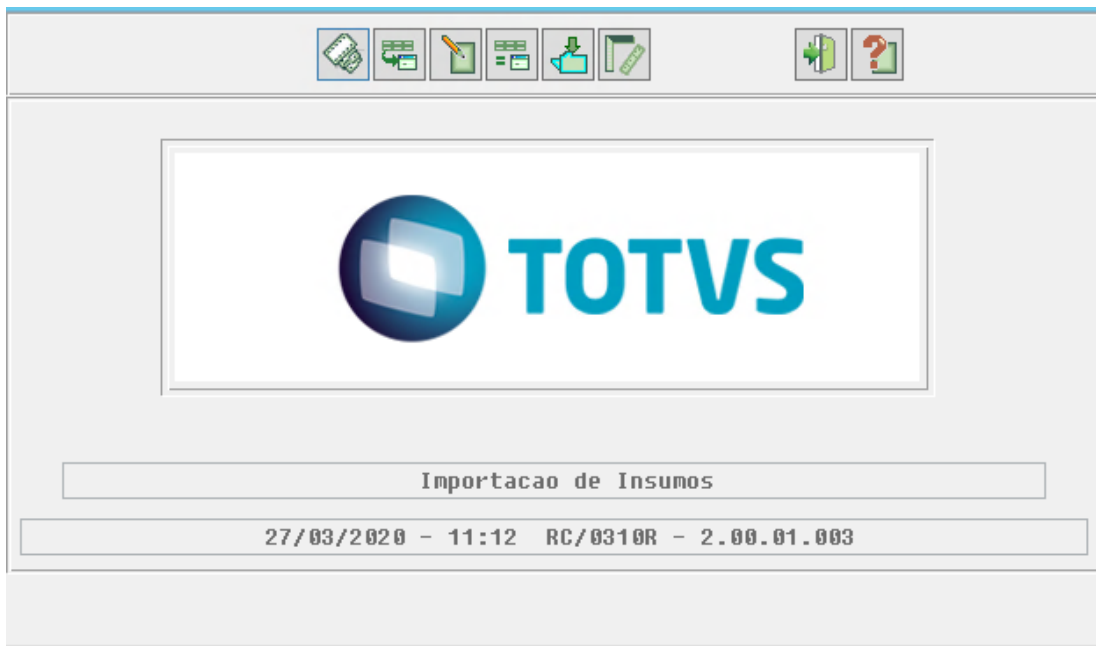 TOTVS
Importacao de Insumos
27/03/2020 - 11:12 RC/0310R - 2.00.01.003